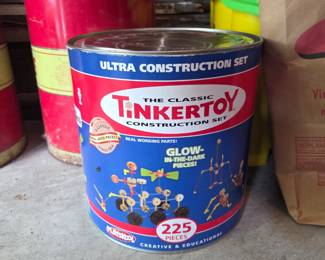 ULTRA CONSTRUCTION SET
THE CLASSIC
TINKERTOY
CONSTRUCTION SET
REAL WORKING PARTS!
GLOW-
IN-THE-DARK
PIECES!
225
PIECES
PLAYSKOOL
CREATIVE & EDUCATIONAL!